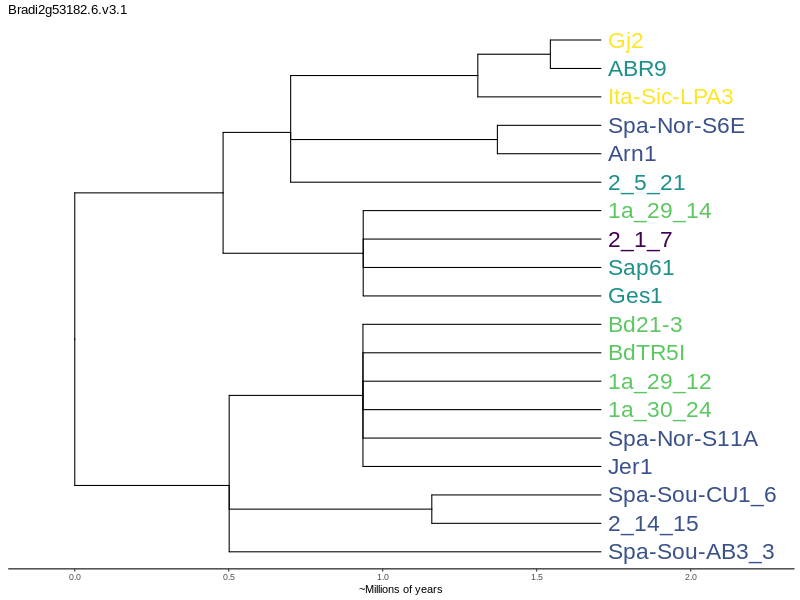 Bradi2g53182.6.v3.1
Gj2
ABR9
Ita-Sic-LPA3
Spa-Nor-S6E
Arn1
2_5_21
1a_29_14
2_1_7
Sap61
Ges1
Bd21-3
BdTR5I
1a_29_12
1a_30_24
Spa-Nor-S11A
Jer1
Spa-Sou-CU1_6
2_14_15
Spa-Sou-AB3_3
0.0 0.5 1.0 1.5 2.0
~Millions of years